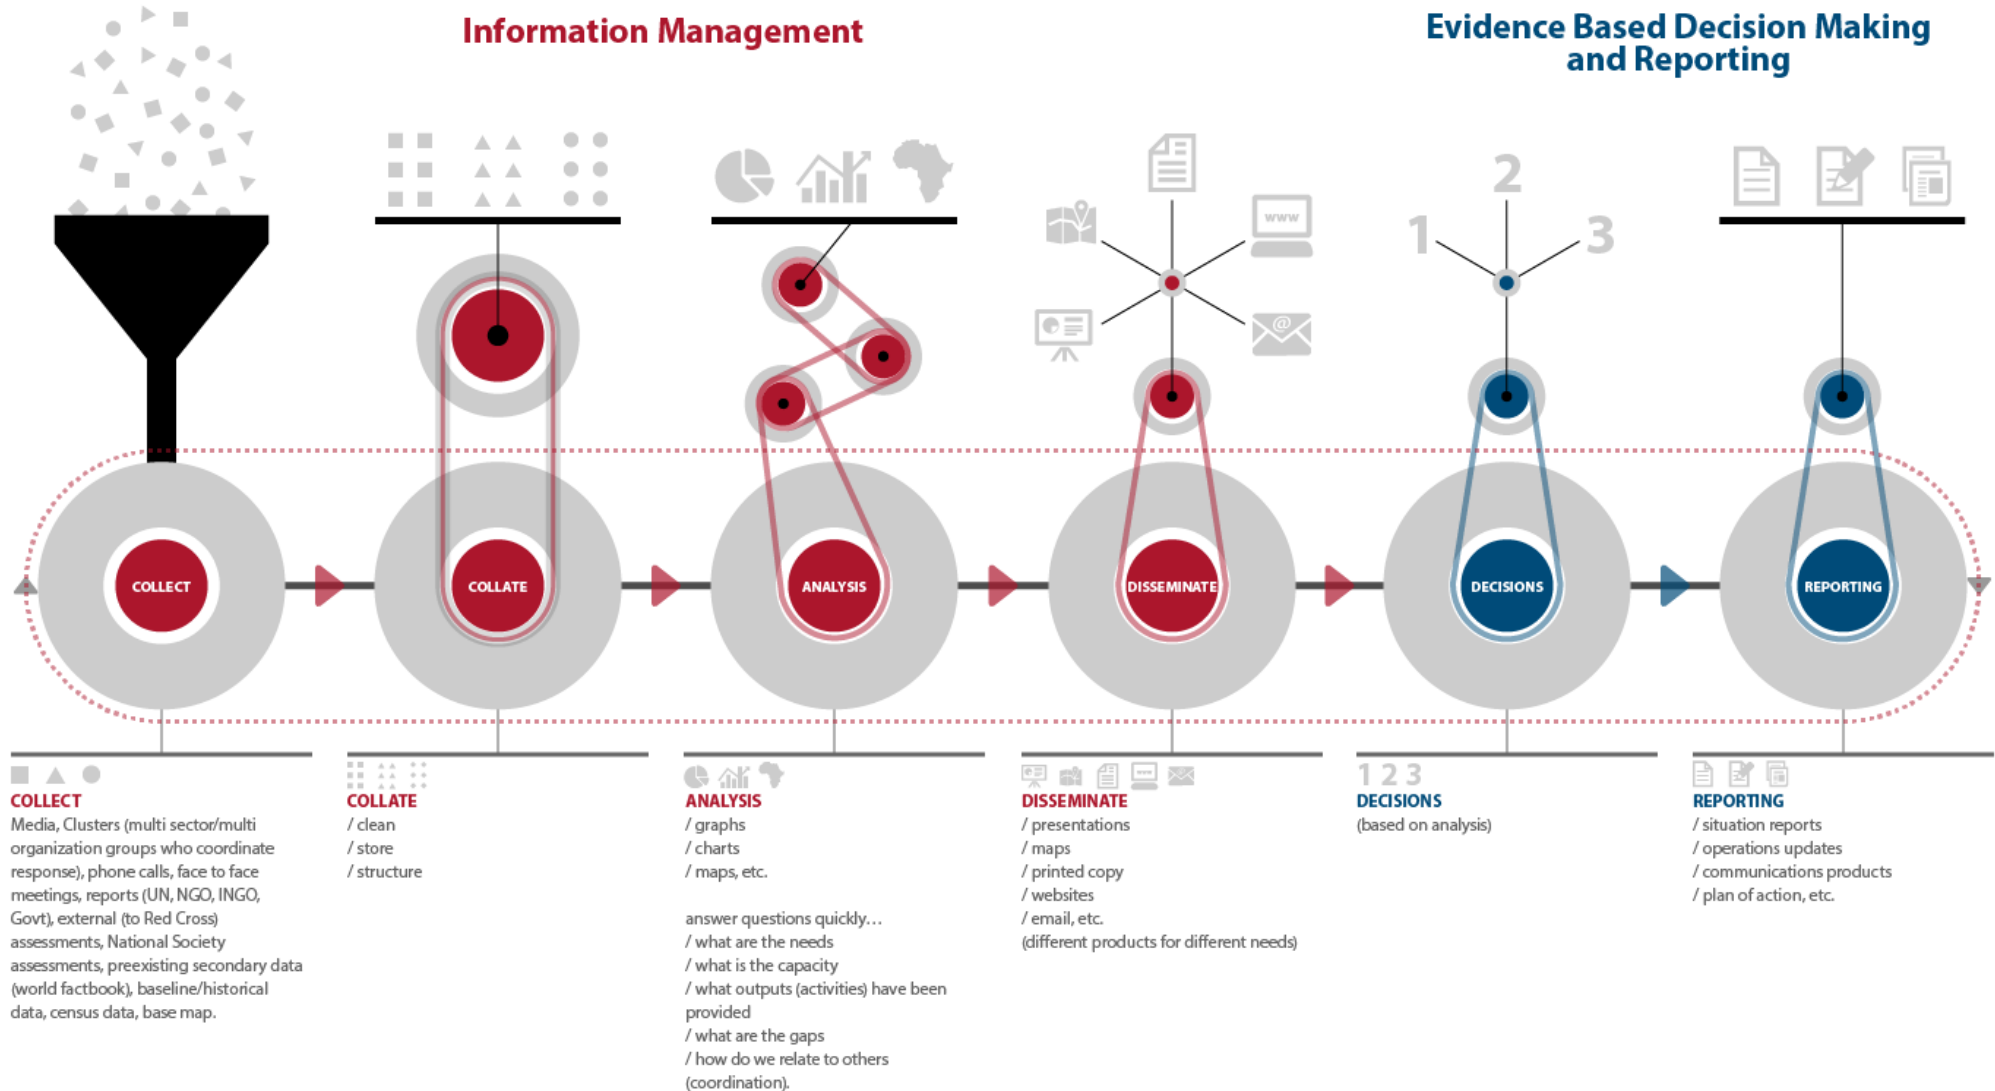 Information Management
Evidence Based Decision Making
and Reporting
2
1
3
www
@
COLLECT
COLLATE
ANALYSIS
DISSEMINATE
DECISIONS
REPORTING
COLLECT
Media, Clusters (multi sector/multi
organization groups who coordinate
response), phone calls, face to face
meetings, reports (UN, NGO, INGO,
Govt), external (to Red Cross)
assessments, National Society
assessments, preexisting secondary data
(world factbook), baseline/historical
data, census data, base map.
COLLATE
/ clean
/ store
/ structure
ANALYSIS
/ graphs
/ charts
/ maps, etc.
answer questions quickly...
/ what are the needs
/ what is the capacity
/ what outputs (activities) have been
provided
/ what are the gaps
/ how do we relate to others
(coordination).
www
DISSEMINATE
/ presentations
/ maps
/ printed copy
/ websites
/ email, etc.
(different products for different needs)
1 2 3
DECISIONS
(based on analysis)
REPORTING
/ situation reports
/ operations updates
/ communications products
/ plan of action, etc.